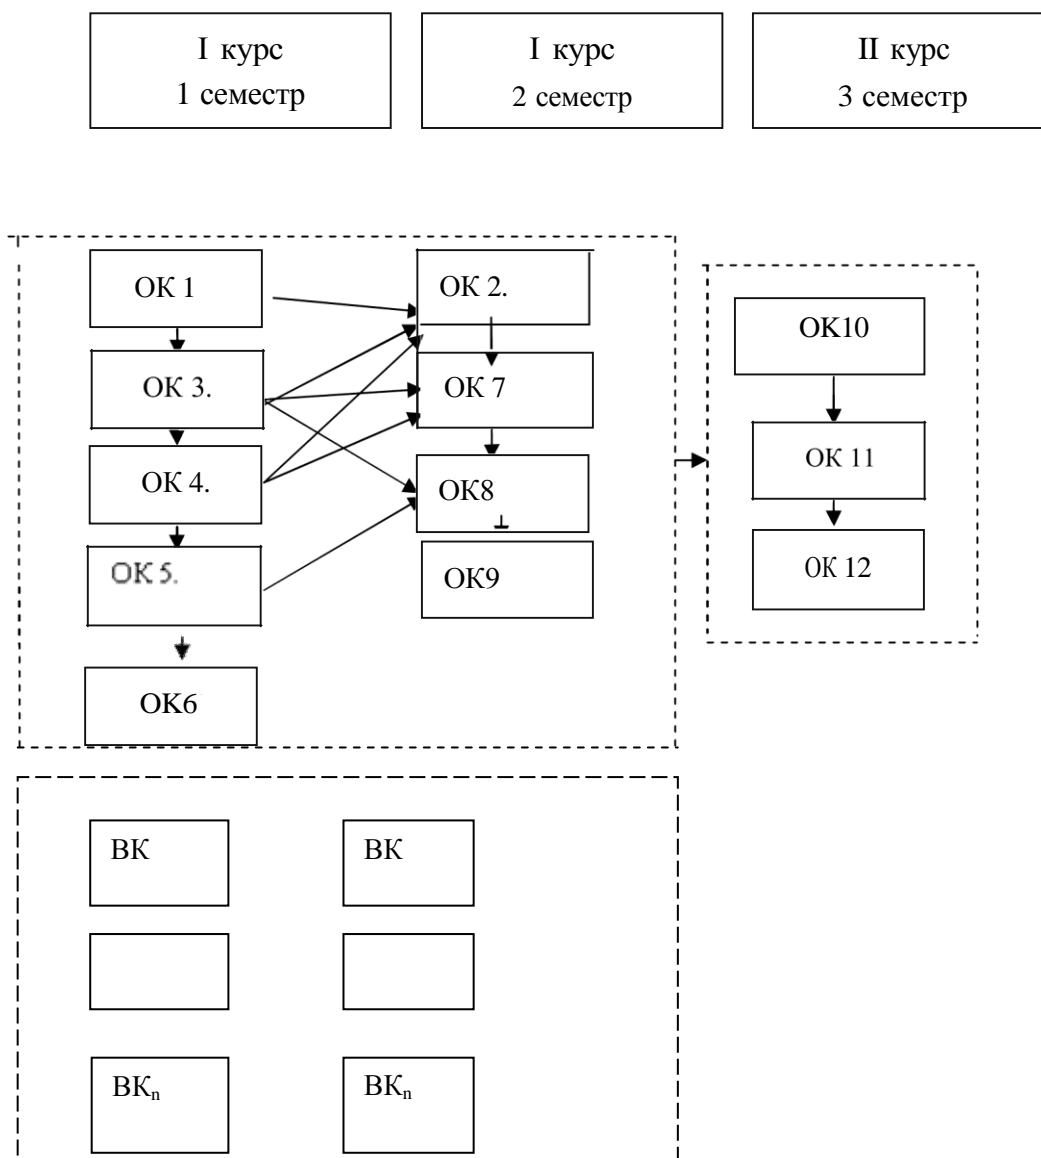 I курс
1 семестр
I курс
2 семестр
II курс
3 семестр
ОК 1
ОК 2.
ОК10
ОК 3.
ОК 7
ОК 11
ОК 4.
ОК8
ОК 12
ОК 5.
ОК9
ОК6
ВК
ВК
ВКn
ВКn